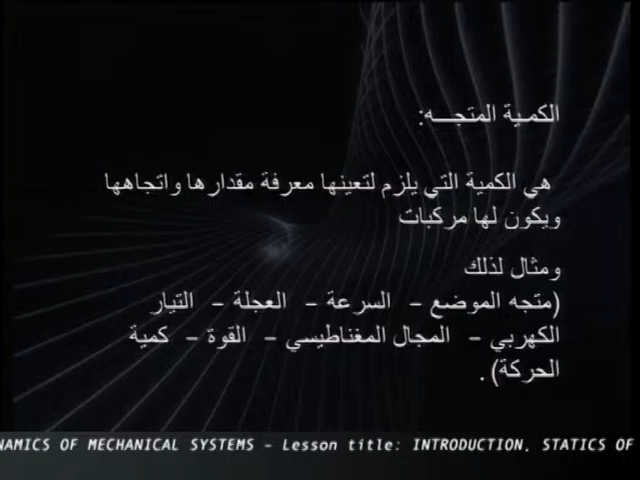 الكمية المتجـــه:
هي الكمية التي يلزم لتعينها معرفة مقدارها واتجاهها
ويكون لها مركبات
ومثال لذلك
(متجه الموضع – السرعة – العجلة – التيار
الكهربي – المجال المغناطيسي – القوة – كمية
الحركة).
NAMICS OF MECHANICAL SYSTEMS – Lesson title: INTRODUCTION, STATICS OF